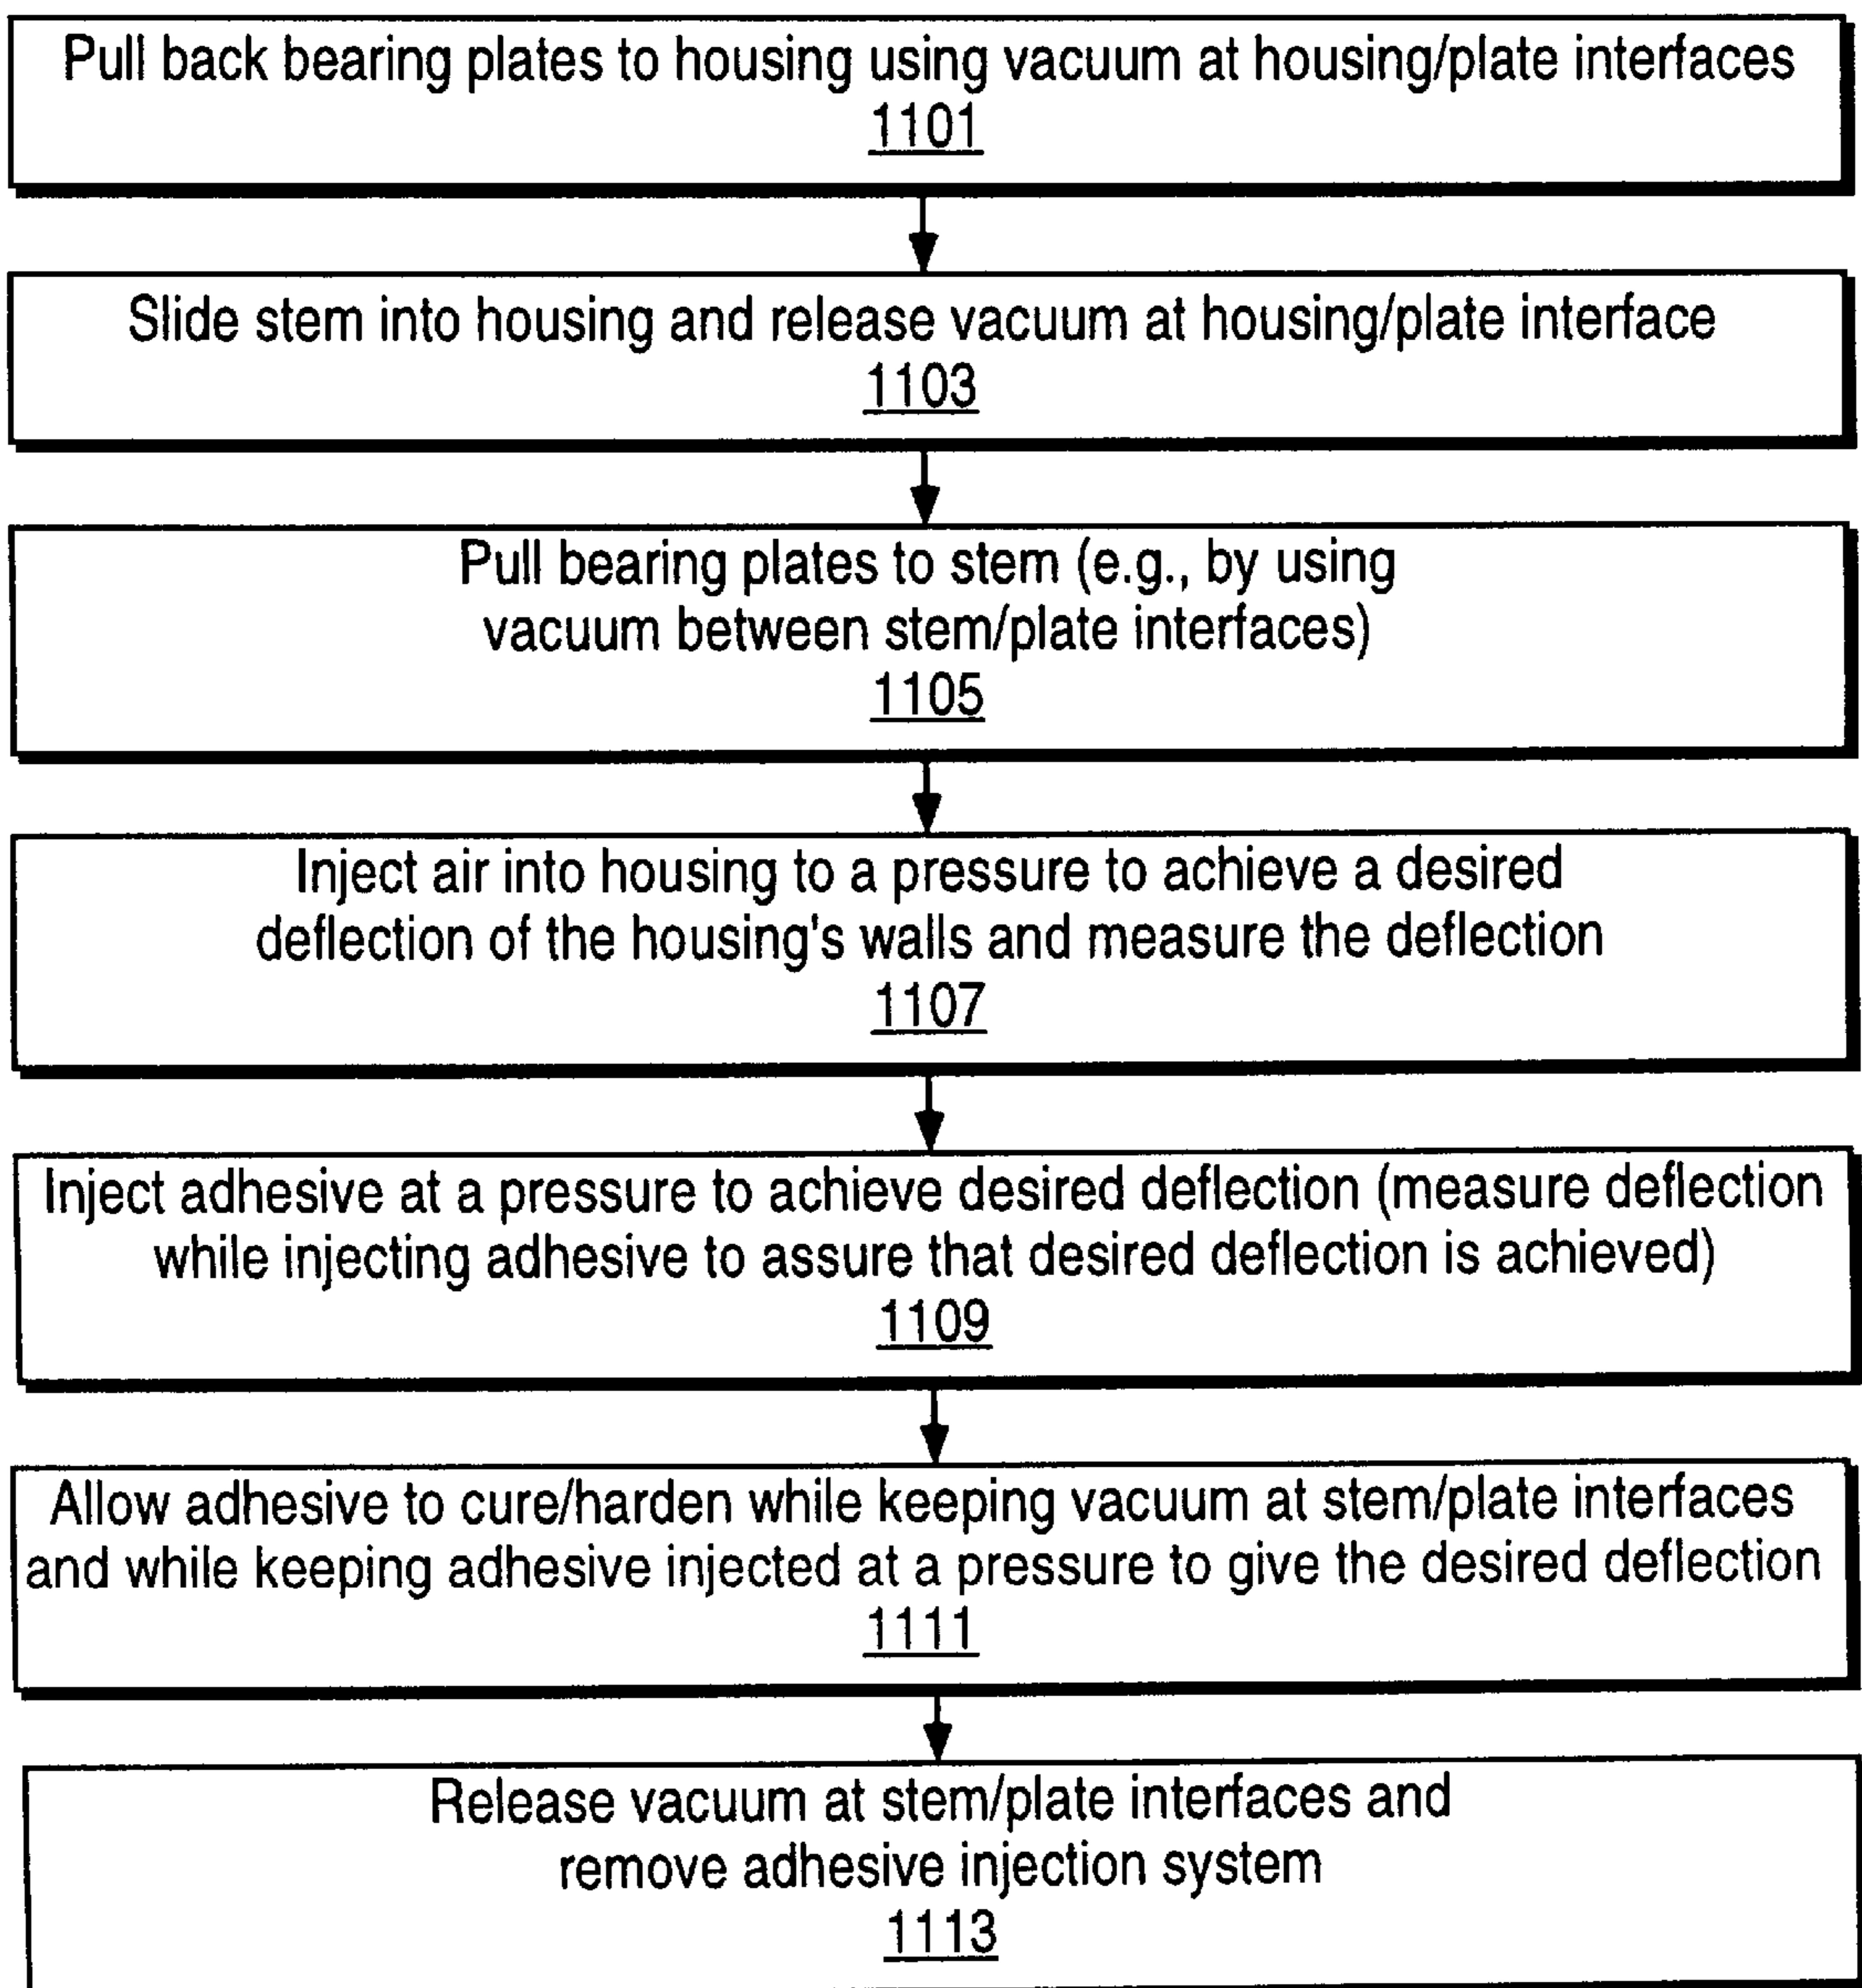 Pull back bearing plates to housing using vacuum at housing/plate interfaces
1101
Slide stem into housing and release vacuum at housing/plate interface
1103
Pull bearing plates to stem (e.g., by using
vacuum between stem/plate interfaces)
1105
Inject air into housing to a pressure to achieve a desired
deflection of the housing's walls and measure the deflection
1107
Inject adhesive at a pressure to achieve desired deflection (measure deflection
while injecting adhesive to assure that desired deflection is achieved)
1109
Allow adhesive to cure/harden while keeping vacuum at stem/plate interfaces
and while keeping adhesive injected at a pressure to give the desired deflection
1111
Release vacuum at stem/plate interfaces and
remove adhesive injection system
1113